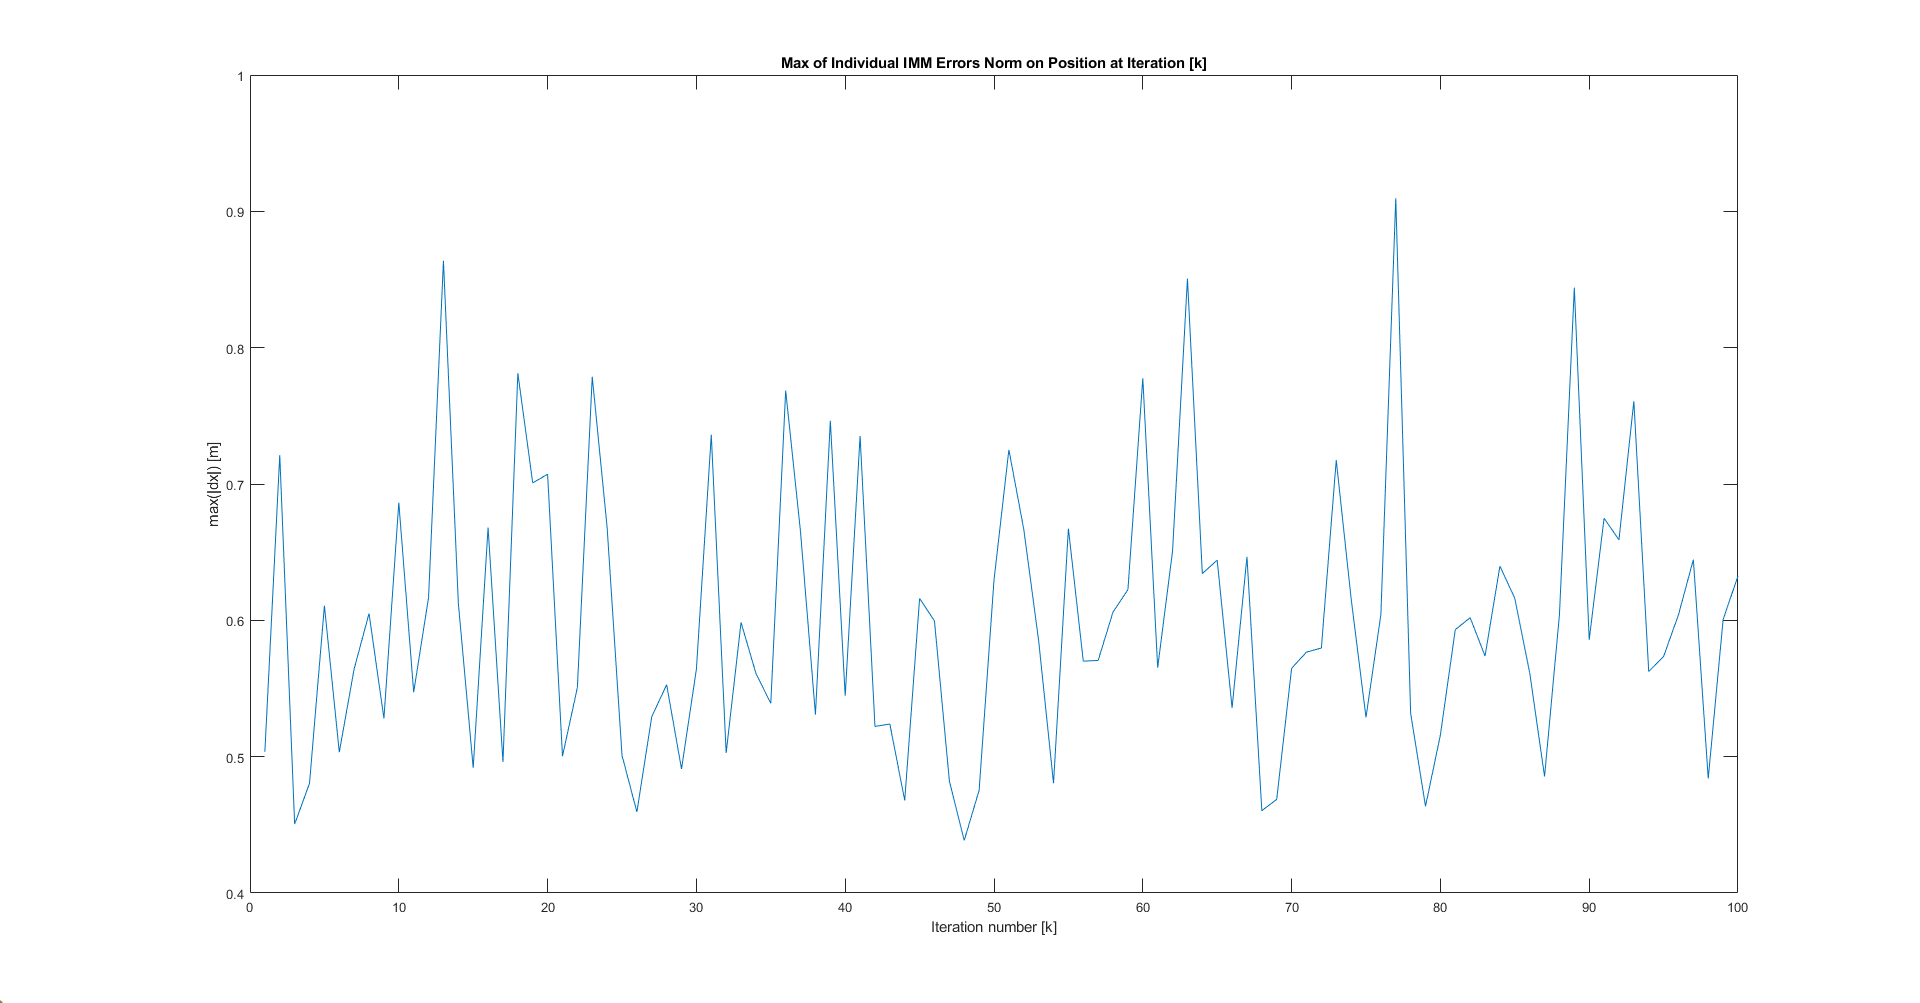 Max of Individual IMM Errors Norm on Position at Iteration [k]
1
0.9
0.8
0.7
0.6
0.5
0.4
max(|dx|) [m]
0 10 20 30 40 50 60 70 80 90 100
Iteration number [k]